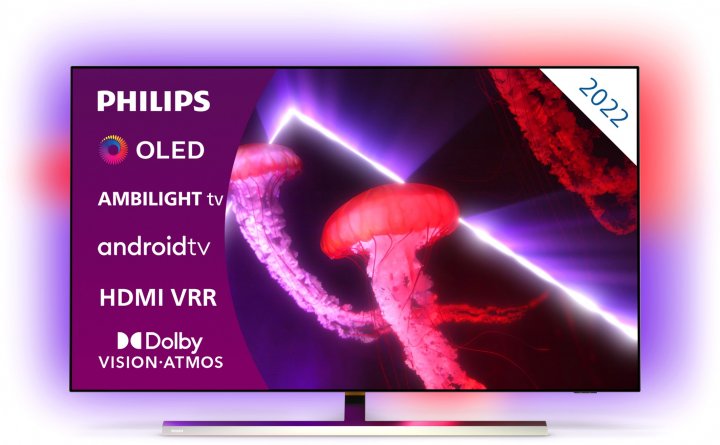 PHILIPS
OLED
AMBILIGHT tv
androidtv
HDMI VRR
Dolby
VISION·ATMOS
2022